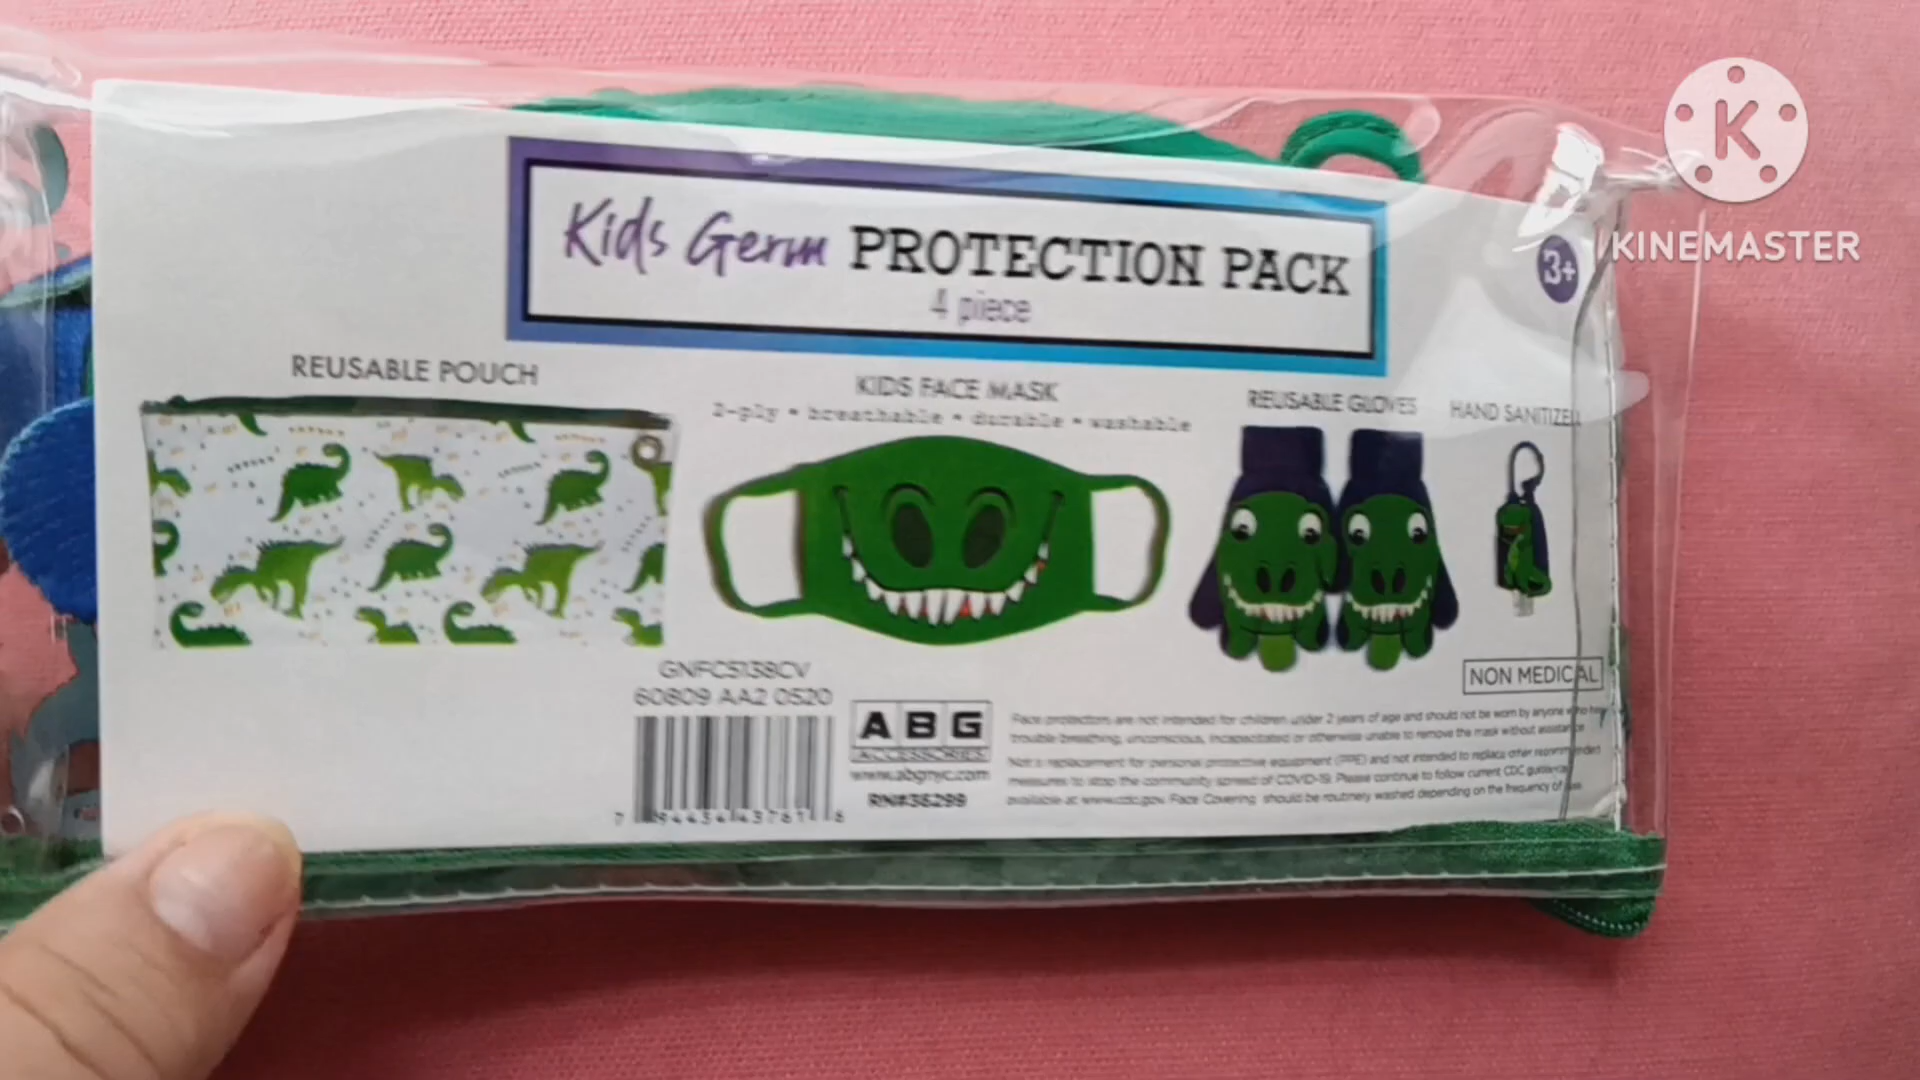 K
KINEMASTER
Kids Germ PROTECTION PACK
4 piece
3+
REUSABLE POUCH
KIDS FACE MASK
2-ply • breathable • durable • washable
REUSABLE GLOVES
HAND SANITIZER
GNFCS138CV
60809 AA2 0520
NON MEDICAL
ABG
ACCESSORIES
www.abgnyc.com
RN#36299
7 94434 43761 6
Face protectors are not intended for children under 2 years of age and should not be worn by anyone who has
trouble breathing, unconscious, incapacitated or otherwise unable to remove the mask without assistance
Not a replacement for personal protective equipment (PPE) and not intended to replace other recommended
measures to stop the community spread of COVID-19. Please continue to follow current CDC guidance
available at www.cdc.gov. Face Covering should be routinely washed depending on the frequency of use.